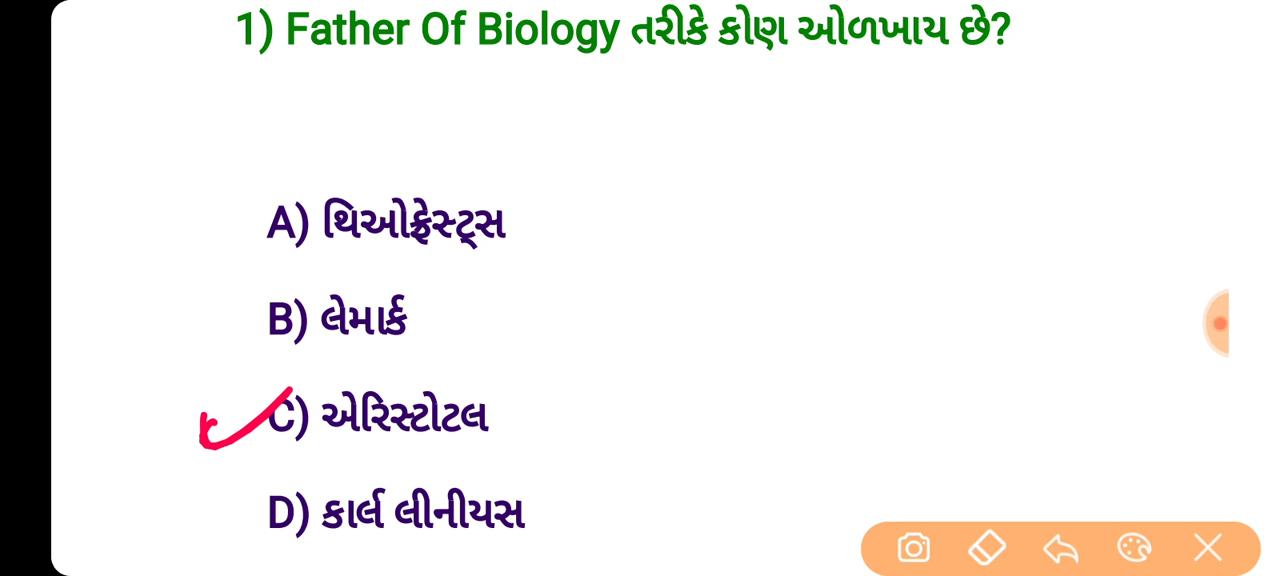 1) Father Of Biology તરીકે કોણ ઓળખાય છે?
A) થિઓફ્રેસ્ટ્સ
B) લેમાર્ક
C) એરિસ્ટોટલ
D) કાર્લ લીનીયસ